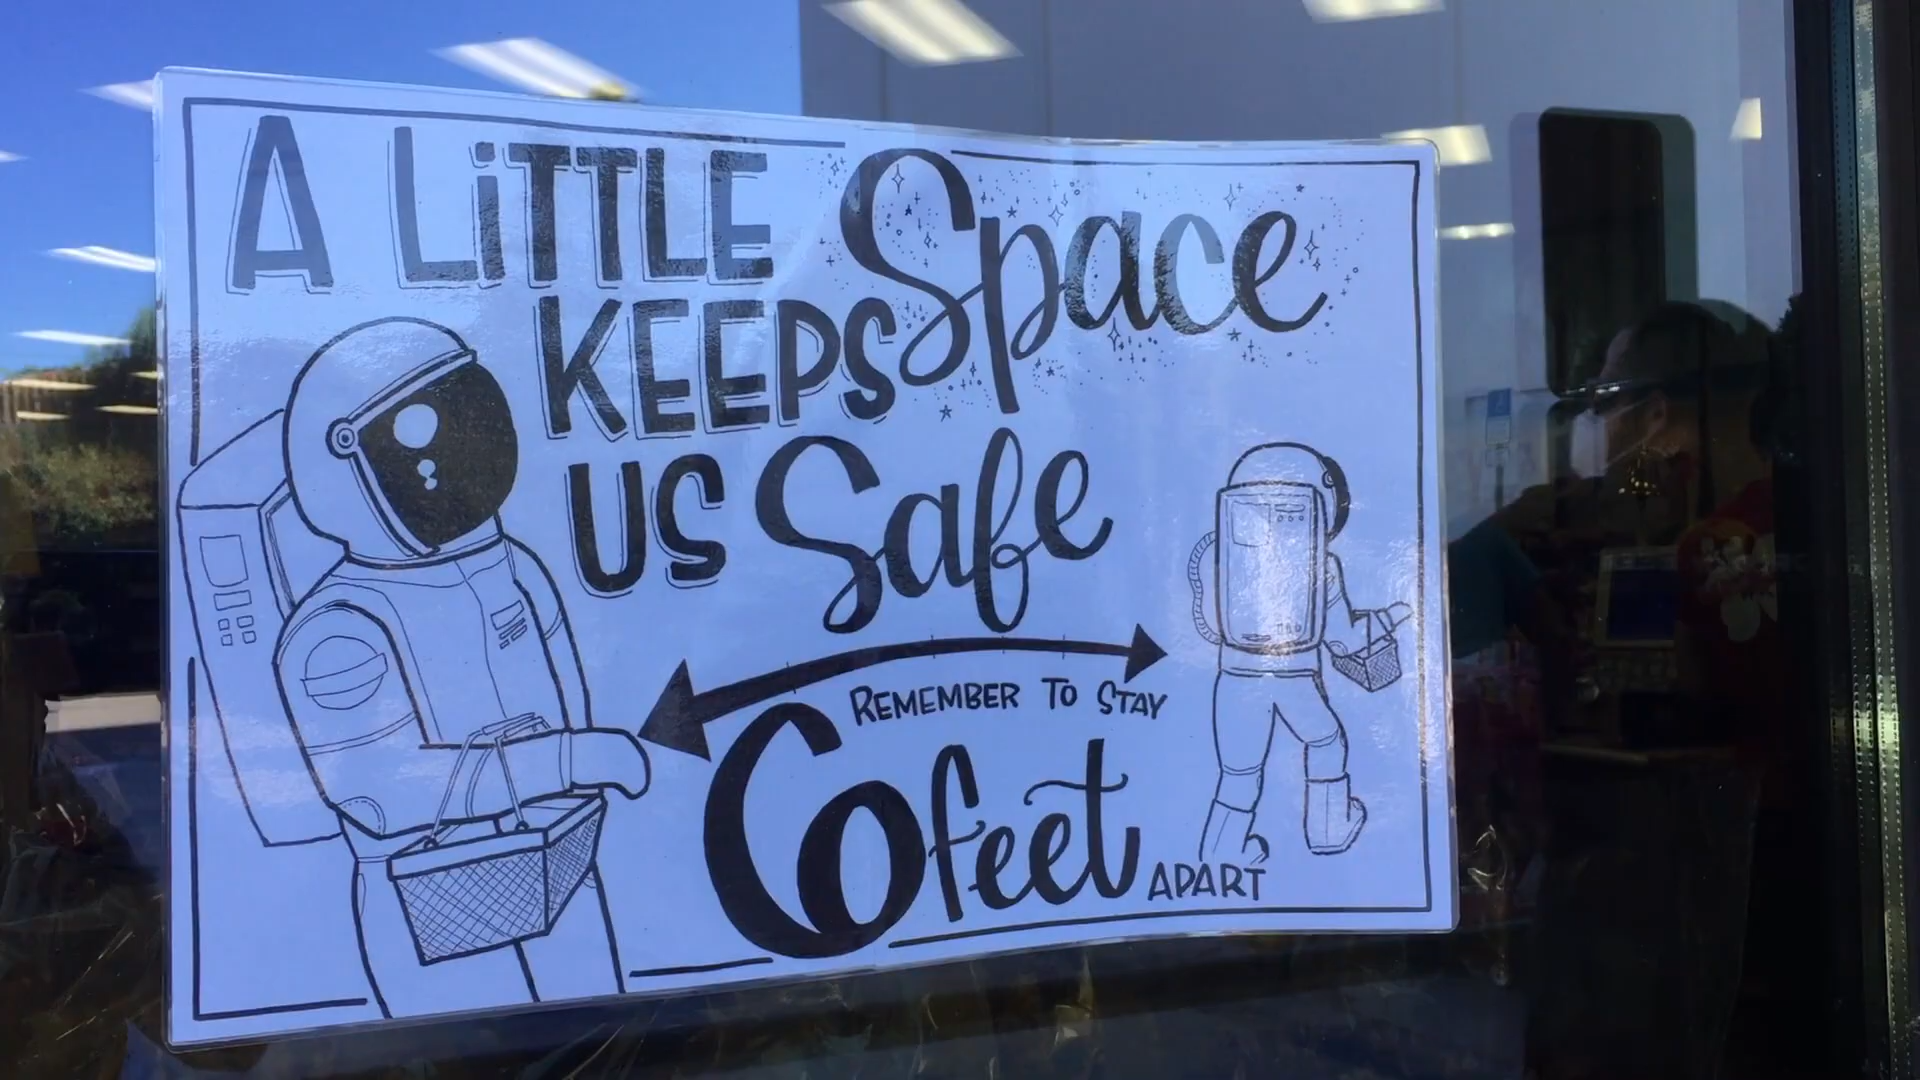 A LiTTLE Space
KEEPS
US Safe
REMEMBER TO STAY
6 feet APART